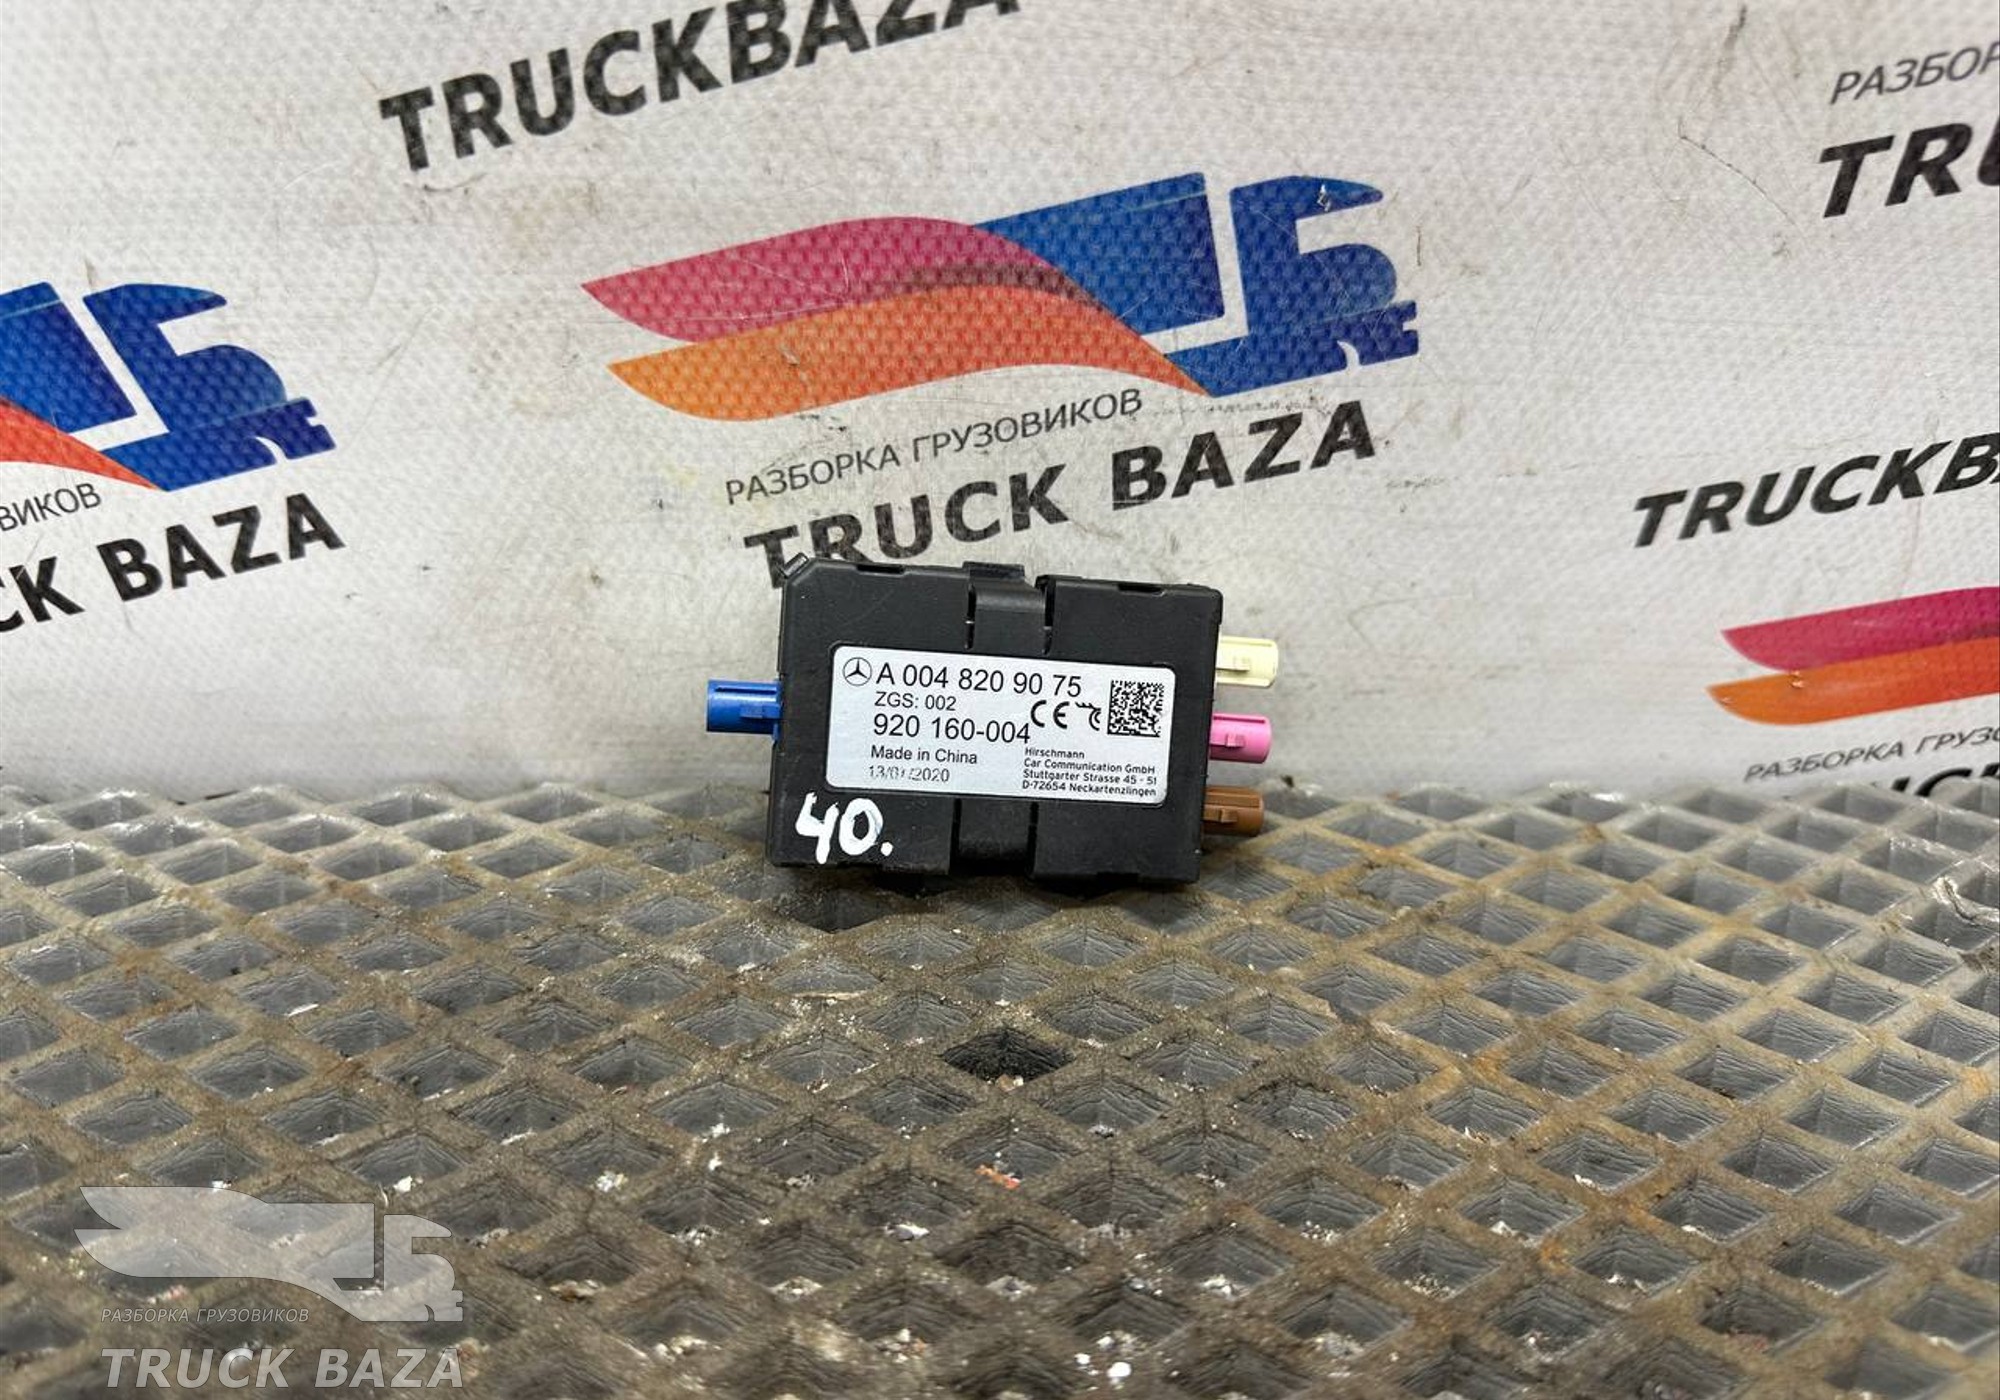 TRUCKBAZA
РАЗБОР
TRU
РАЗБОРКА ГРУЗОВИКОВ
TRUCK BAZA
ВИКОВ
CK BAZA
TRUCKBA
РАЗБОРКА ГРУЗО
A 004 820 90 75
ZGS: 002
920 160-004
CE
Made in China
2020
Hirschmann
Car Communication GmbH
Stuttgarter Strasse 45 - 51
D-72654 Neckartenzlingen
40.
РАЗБОРКА ГРУЗОВИКОВ
TRUCK BAZA